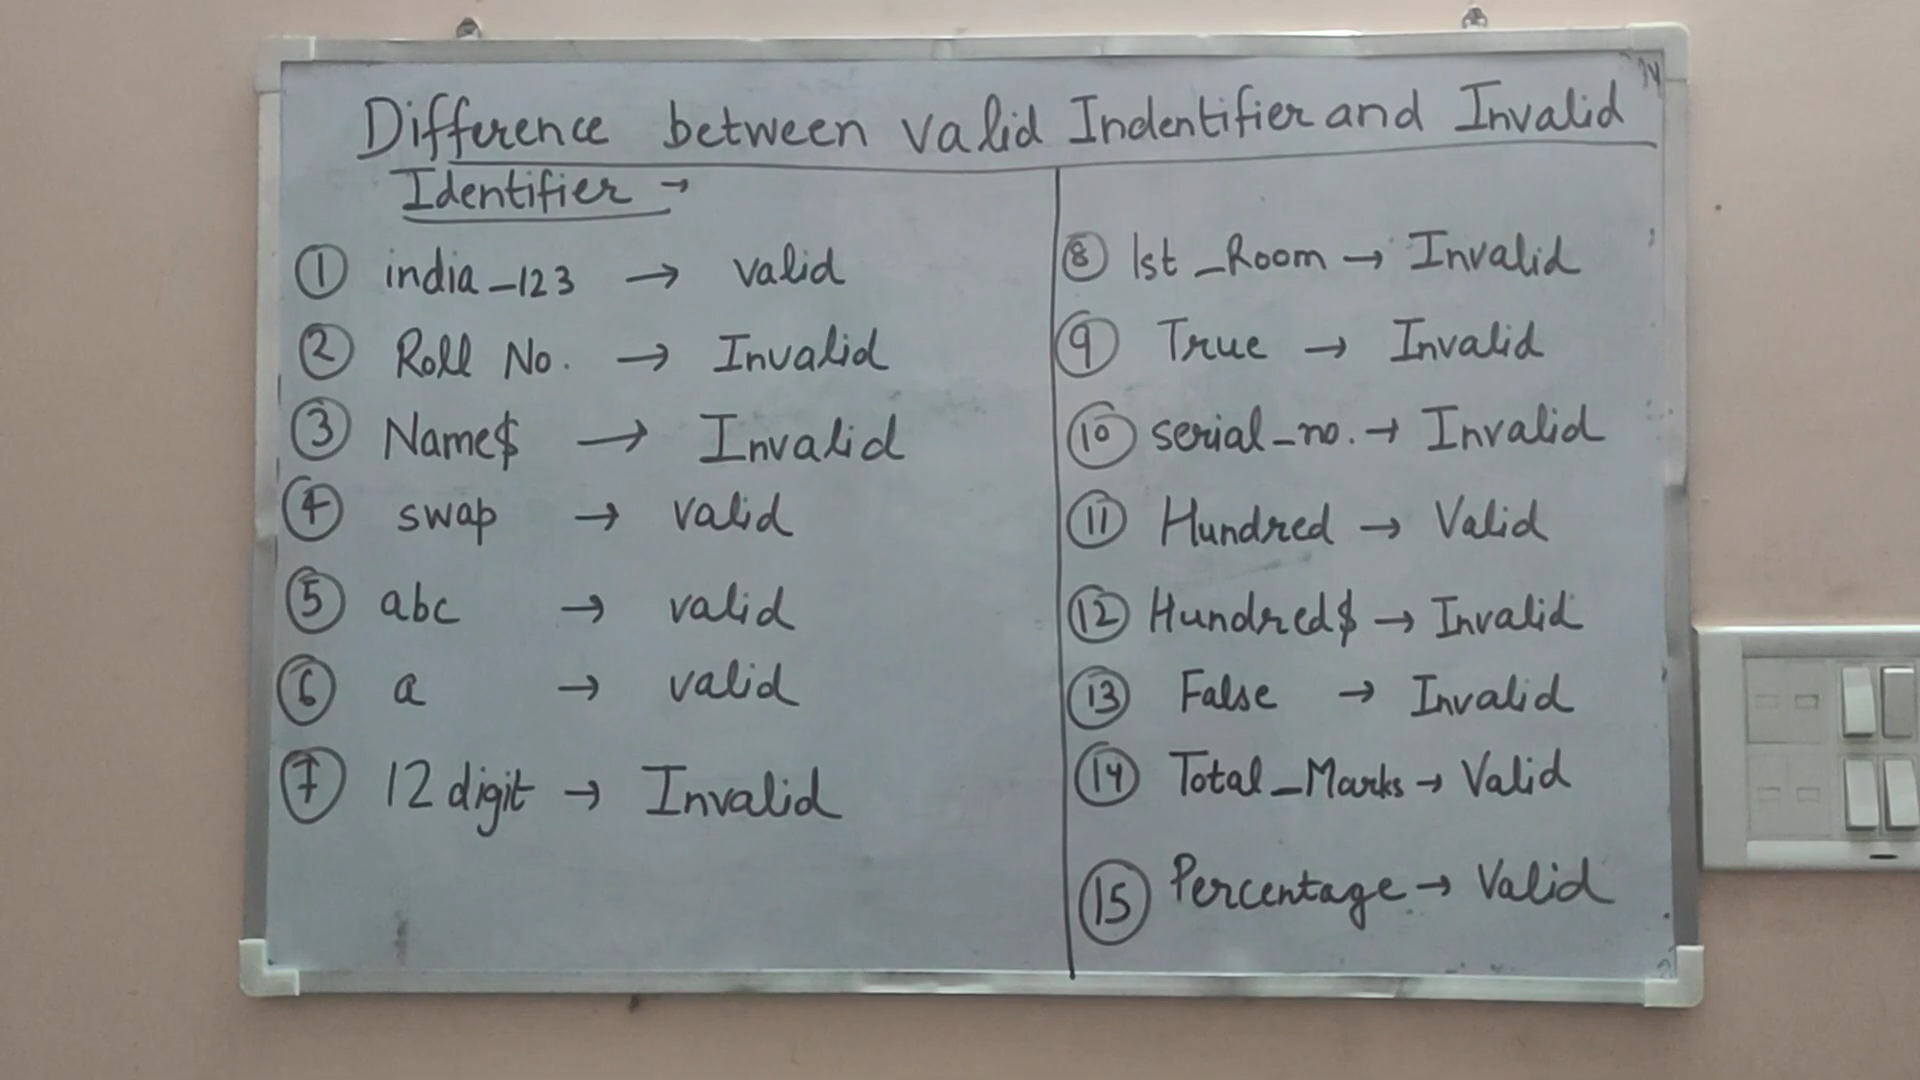 Difference between valid Indentifier and Invalid
Identifier →
① india_123 → valid
② Roll No. → Invalid
③ Name$ → Invalid
④ swap → valid
⑤ abc → valid
⑥ a → valid
⑦ 12 digit → Invalid
⑧ 1st_Room → Invalid
⑨ True → Invalid
⑩ serial_no. → Invalid
⑪ Hundred → Valid
⑫ Hundred$ → Invalid
⑬ False → Invalid
⑭ Total_Marks → Valid
⑮ Percentage → Valid